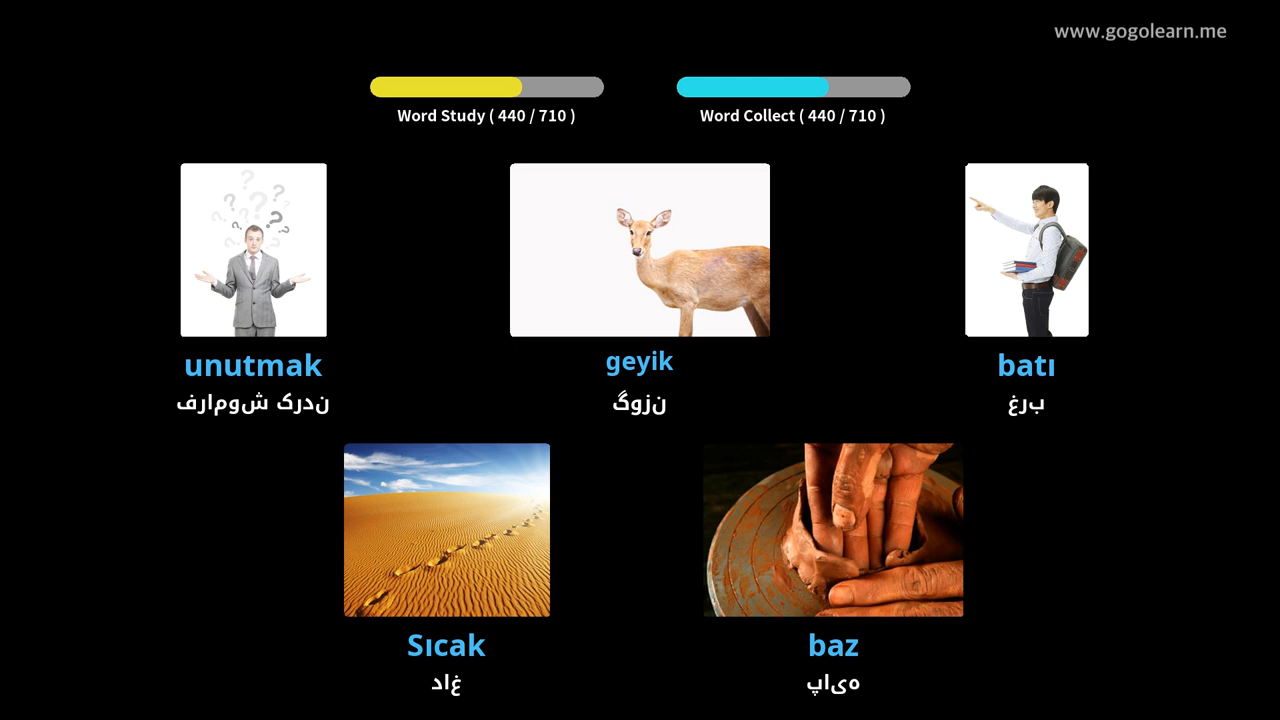 www.gogolearn.me
Word Study ( 440 / 710 )
Word Collect ( 440 / 710 )
unutmak
ندرک شومارف
geyik
نزوگ
batı
برغ
Sıcak
غاد
baz
هیاپ